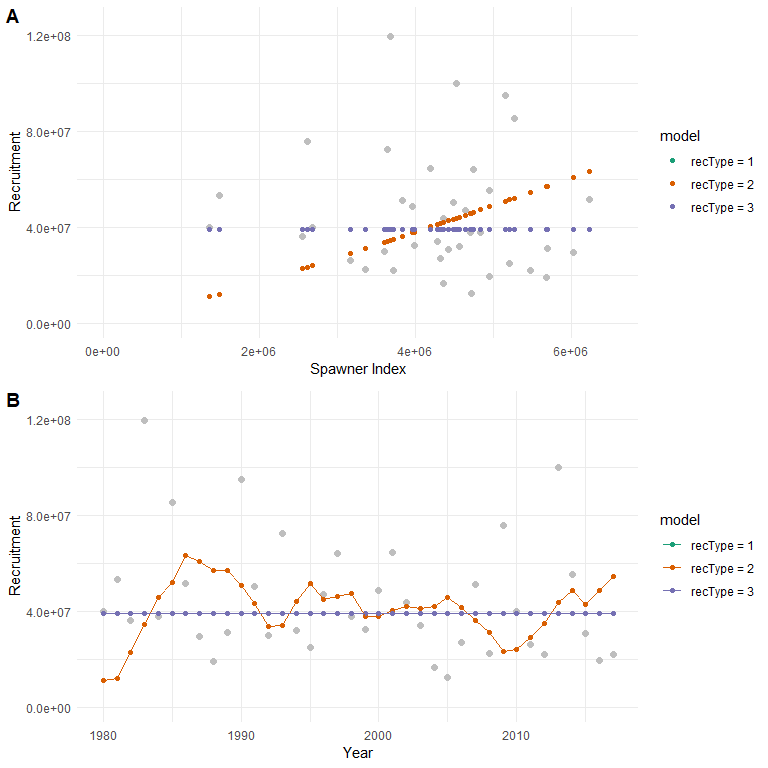 A
Recruitment
1.2e+08
8.0e+07
4.0e+07
0.0e+00
0e+00
2e+06
4e+06
6e+06
Spawner Index
model
recType = 1
recType = 2
recType = 3
B
Recruitment
1.2e+08
8.0e+07
4.0e+07
0.0e+00
1980
1990
2000
2010
Year
model
recType = 1
recType = 2
recType = 3